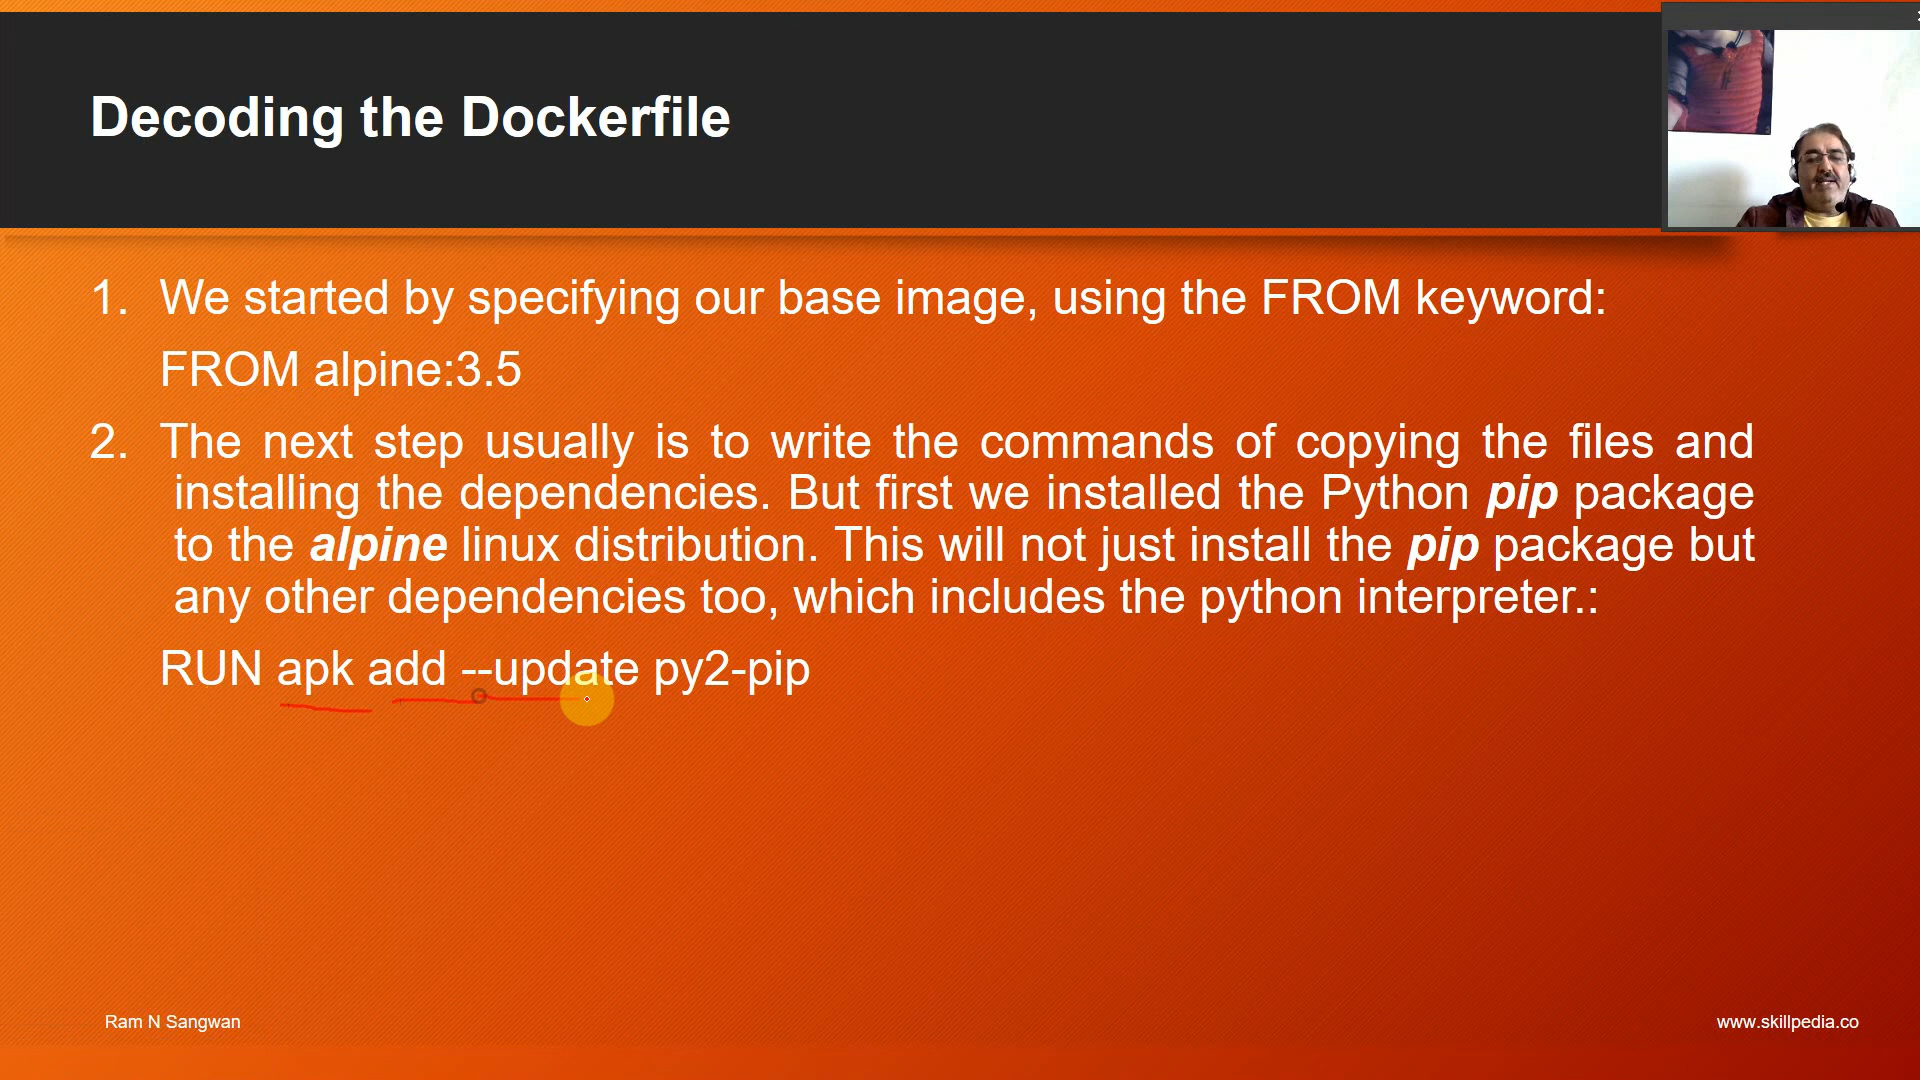 Decoding the Dockerfile
1. We started by specifying our base image, using the FROM keyword:
FROM alpine:3.5
2. The next step usually is to write the commands of copying the files and
installing the dependencies. But first we installed the Python pip package
to the alpine linux distribution. This will not just install the pip package but
any other dependencies too, which includes the python interpreter.:
RUN apk add --update py2-pip
Ram N Sangwan
www.skillpedia.co